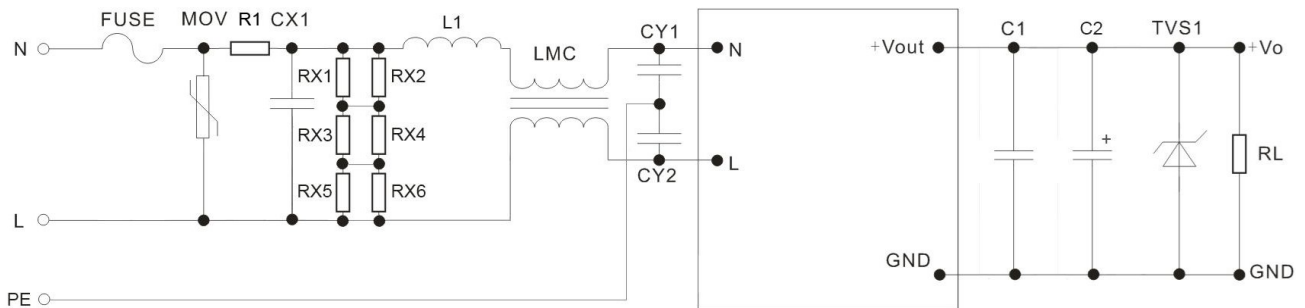 FUSE MOV R1 CX1 L1 LMC CY1 C1 C2 TVS1
N N +Vout +Vo
RX1 RX2
RX3 RX4 + RL
RX5 RX6 CY2 L
L GND GND
PE